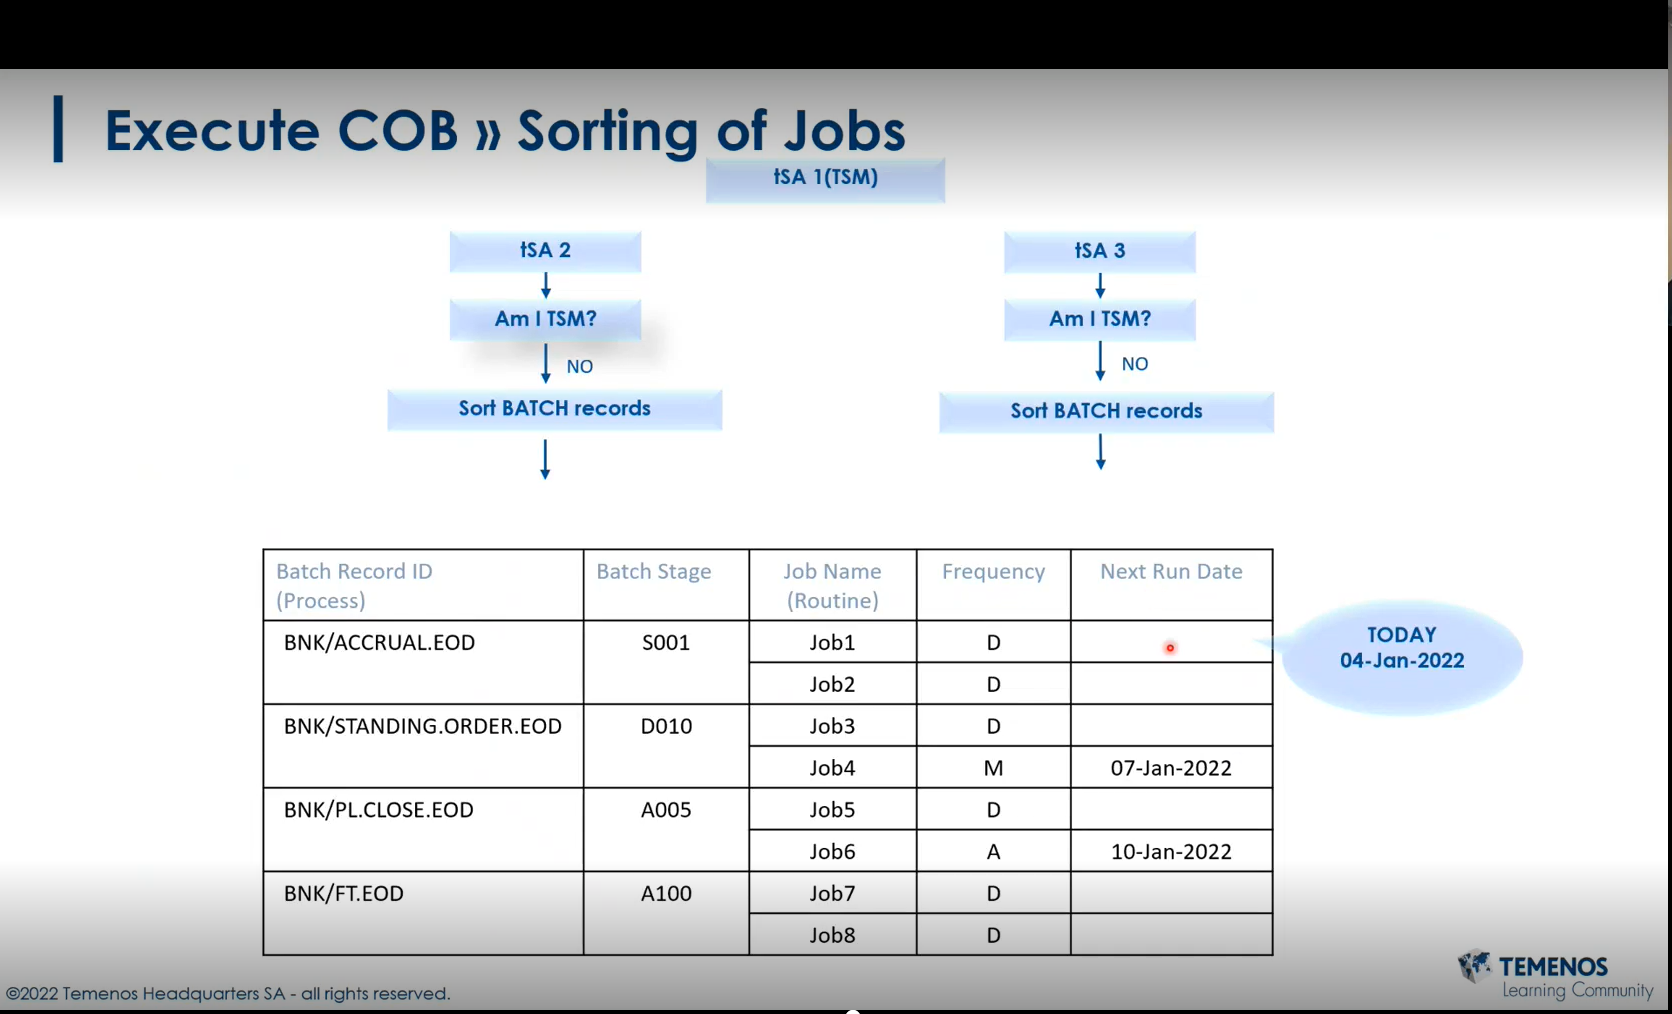 Execute COB » Sorting of Jobs
tSA 1(TSM)
tSA 2
tSA 3
Am I TSM?
Am I TSM?
NO
NO
Sort BATCH records
Sort BATCH records
Batch Record ID
(Process)
Batch Stage
Job Name
(Routine)
Frequency
Next Run Date
BNK/ACCRUAL.EOD
S001
Job1
D
Job2
D
BNK/STANDING.ORDER.EOD
D010
Job3
D
Job4
M
07-Jan-2022
BNK/PL.CLOSE.EOD
A005
Job5
D
Job6
A
10-Jan-2022
BNK/FT.EOD
A100
Job7
D
Job8
D
TODAY
04-Jan-2022
TEMENOS
Learning Community
©2022 Temenos Headquarters SA - all rights reserved.